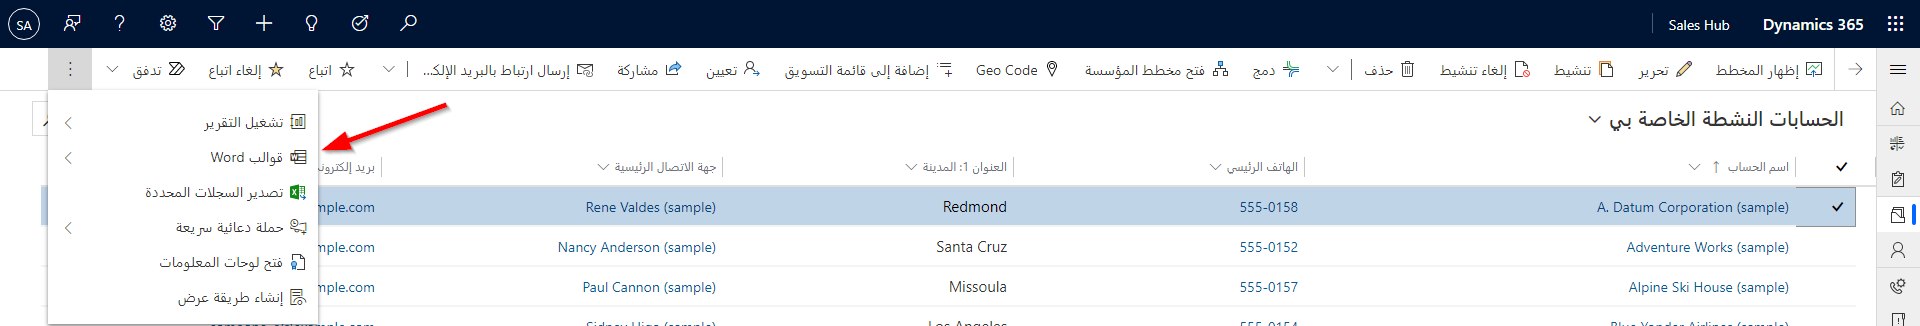 Dynamics 365
Sales Hub
SA
إظهار المخطط
تحرير
تنشيط
إلغاء تنشيط
حذف
دمج
فتح مخطط المؤسسة
Geo Code
إضافة إلى قائمة التسويق
تعيين
مشاركة
إرسال ارتباط بالبريد الإلك...
اتباع
إلغاء اتباع
تدفق
الحسابات النشطة الخاصة بي
تشغيل التقرير
قوالب Word
تصدير السجلات المحددة
حملة دعائية سريعة
فتح لوحات المعلومات
إنشاء طريقة عرض
اسم الحساب ↑
الهاتف الرئيسي
العنوان 1: المدينة
جهة الاتصال الرئيسية
بريد إلكترون
A. Datum Corporation (sample)
555-0158
Redmond
Rene Valdes (sample)
mple.com
Adventure Works (sample)
555-0152
Santa Cruz
Nancy Anderson (sample)
mple.com
Alpine Ski House (sample)
555-0157
Missoula
Paul Cannon (sample)
mple.com